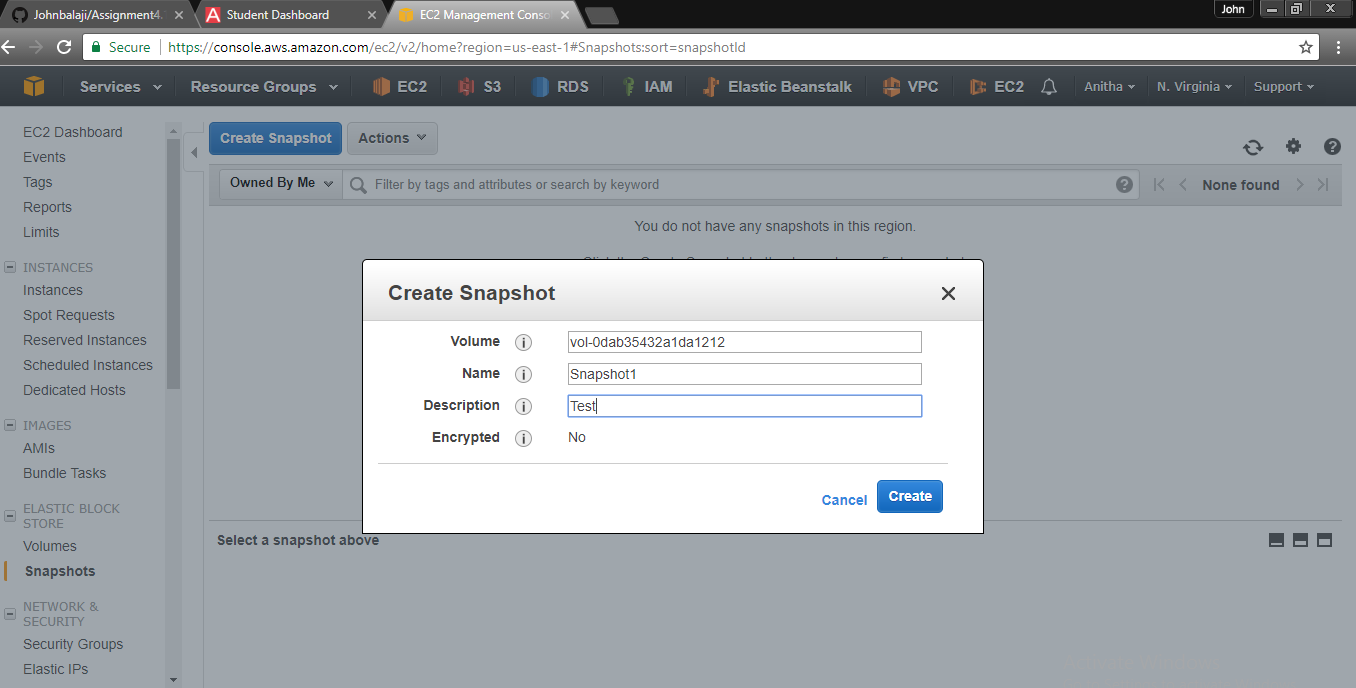 Johnbalaji/Assignment4.
Student Dashboard
EC2 Management Conso
John
Secure
https://console.aws.amazon.com/ec2/v2/home?region=us-east-1#Snapshots:sort=snapshotId
Services
Resource Groups
EC2
S3
RDS
IAM
Elastic Beanstalk
VPC
EC2
Anitha
N. Virginia
Support
EC2 Dashboard
Events
Tags
Reports
Limits
INSTANCES
Instances
Spot Requests
Reserved Instances
Scheduled Instances
Dedicated Hosts
IMAGES
AMIs
Bundle Tasks
ELASTIC BLOCK
STORE
Volumes
Snapshots
NETWORK &
SECURITY
Security Groups
Elastic IPs
Create Snapshot
Actions
Owned By Me
Filter by tags and attributes or search by keyword
None found
You do not have any snapshots in this region.
Create Snapshot
Volume
vol-0dab35432a1da1212
Name
Snapshot1
Description
Test
Encrypted
No
Cancel
Create
Select a snapshot above